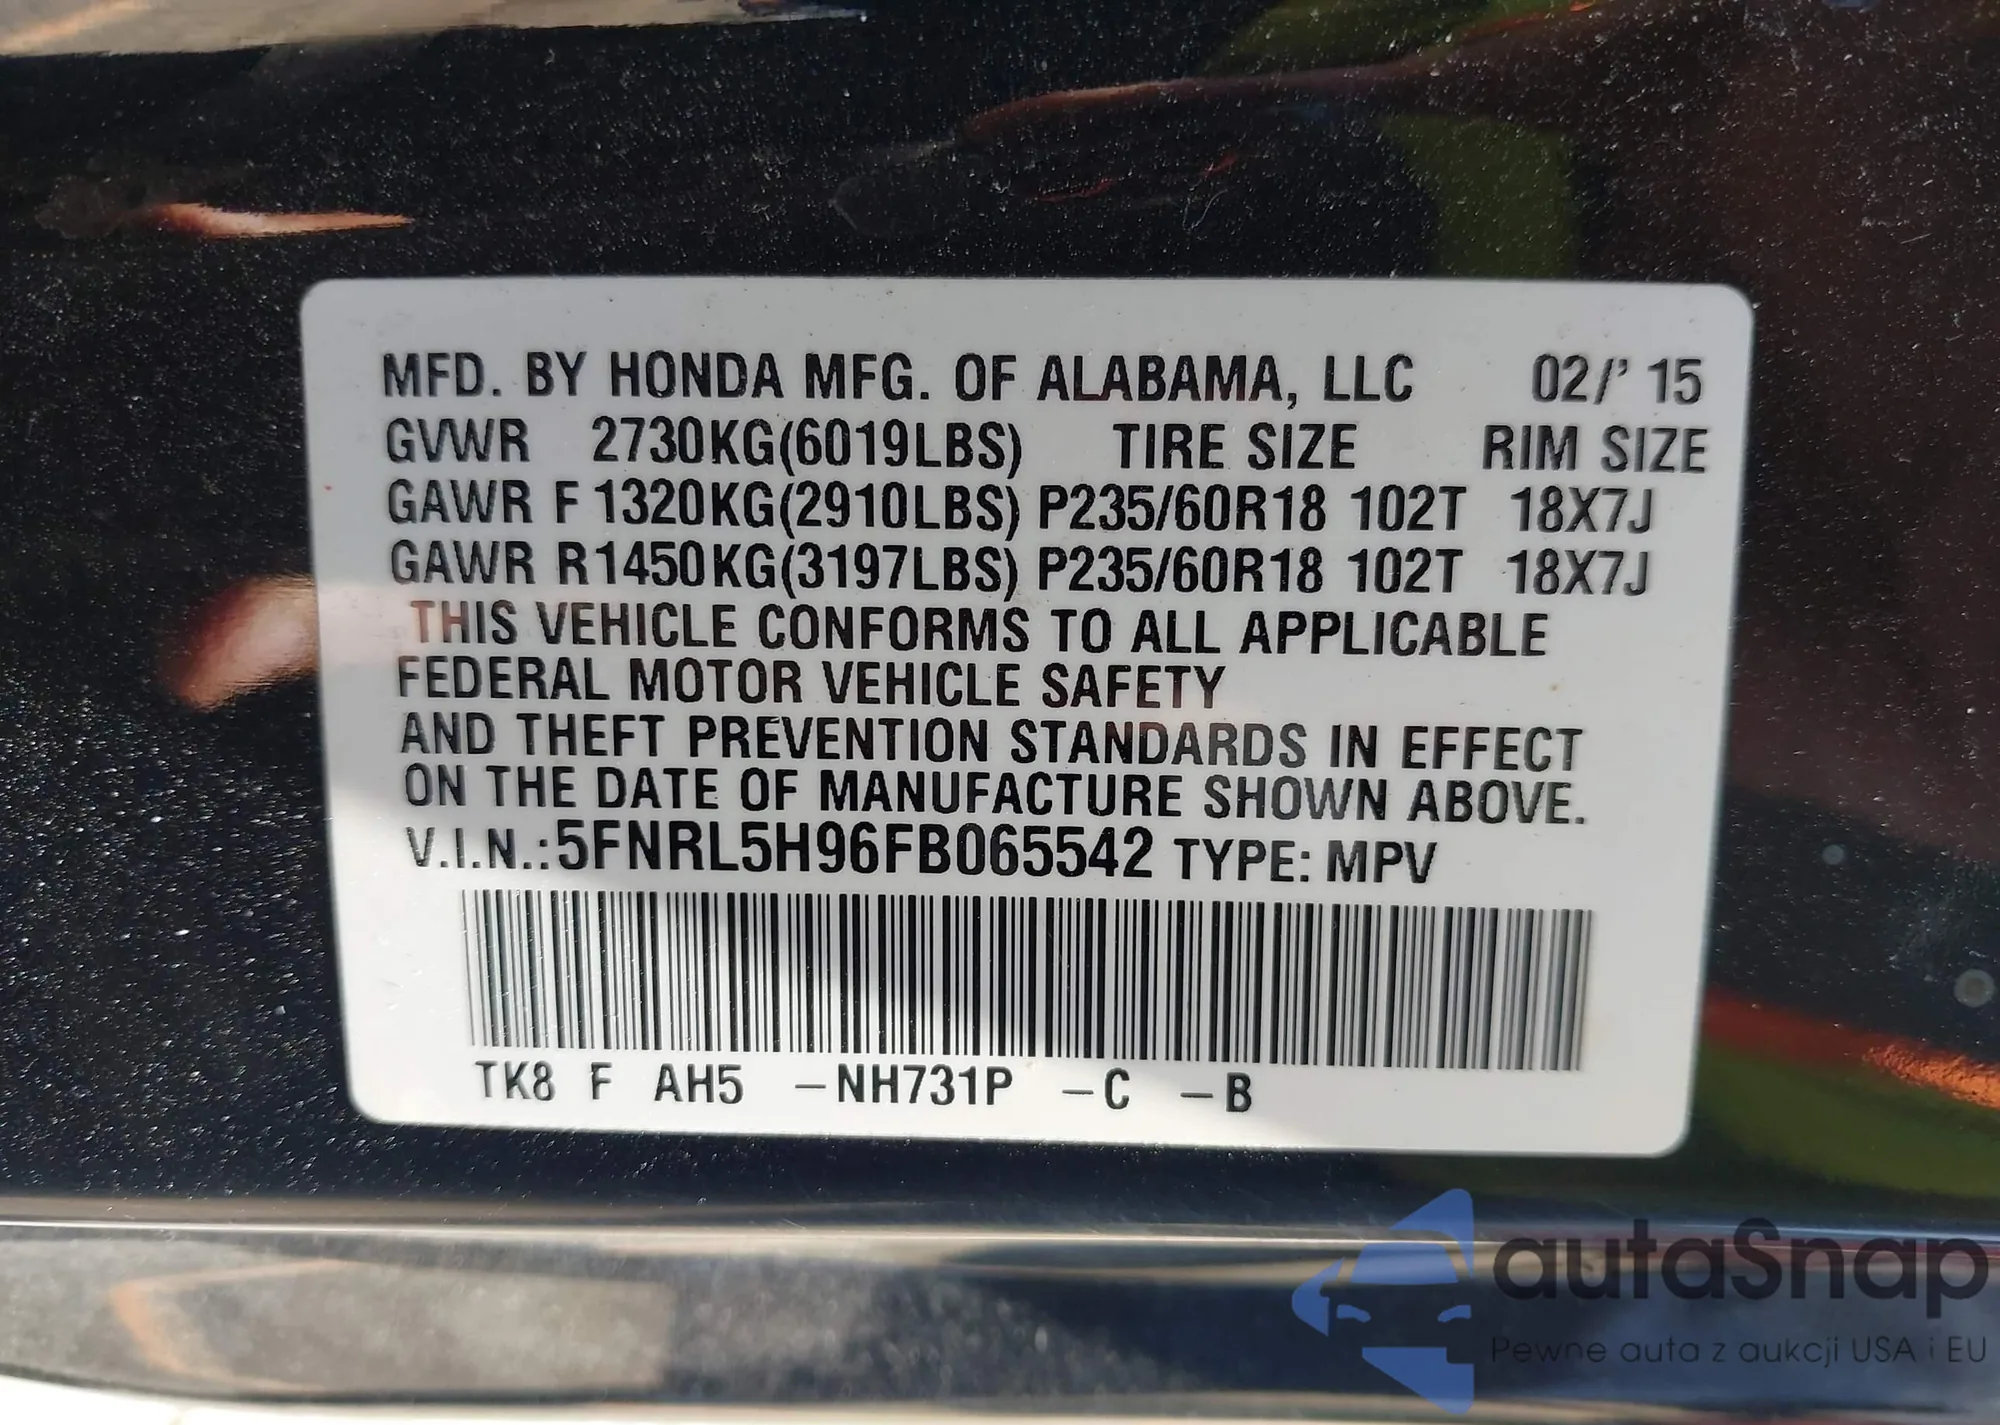 MFD. BY HONDA MFG. OF ALABAMA, LLC 02/' 15
GVWR 2730KG(6019LBS) TIRE SIZE RIM SIZE
GAWR F 1320KG(2910LBS) P235/60R18 102T 18X7J
GAWR R1450KG(3197LBS) P235/60R18 102T 18X7J
THIS VEHICLE CONFORMS TO ALL APPLICABLE
FEDERAL MOTOR VEHICLE SAFETY
AND THEFT PREVENTION STANDARDS IN EFFECT
ON THE DATE OF MANUFACTURE SHOWN ABOVE.
V.I.N.:5FNRL5H96FB065542 TYPE: MPV
TK8 F AH5 –NH731P –C –B
autaSnap
Pewne auta z aukcji USA i EU